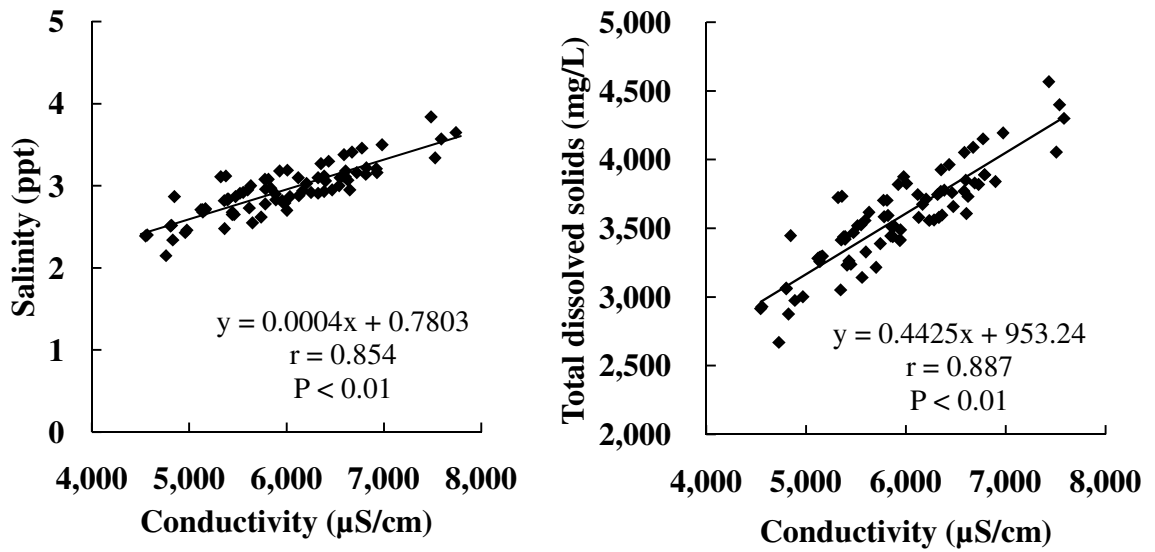 5
4
3
2
1
0
Salinity (ppt)
y = 0.0004x + 0.7803
r = 0.854
P < 0.01
4,000 5,000 6,000 7,000 8,000
Conductivity (µS/cm)
5,000
4,500
4,000
3,500
3,000
2,500
2,000
Total dissolved solids (mg/L)
y = 0.4425x + 953.24
r = 0.887
P < 0.01
4,000 5,000 6,000 7,000 8,000
Conductivity (µS/cm)